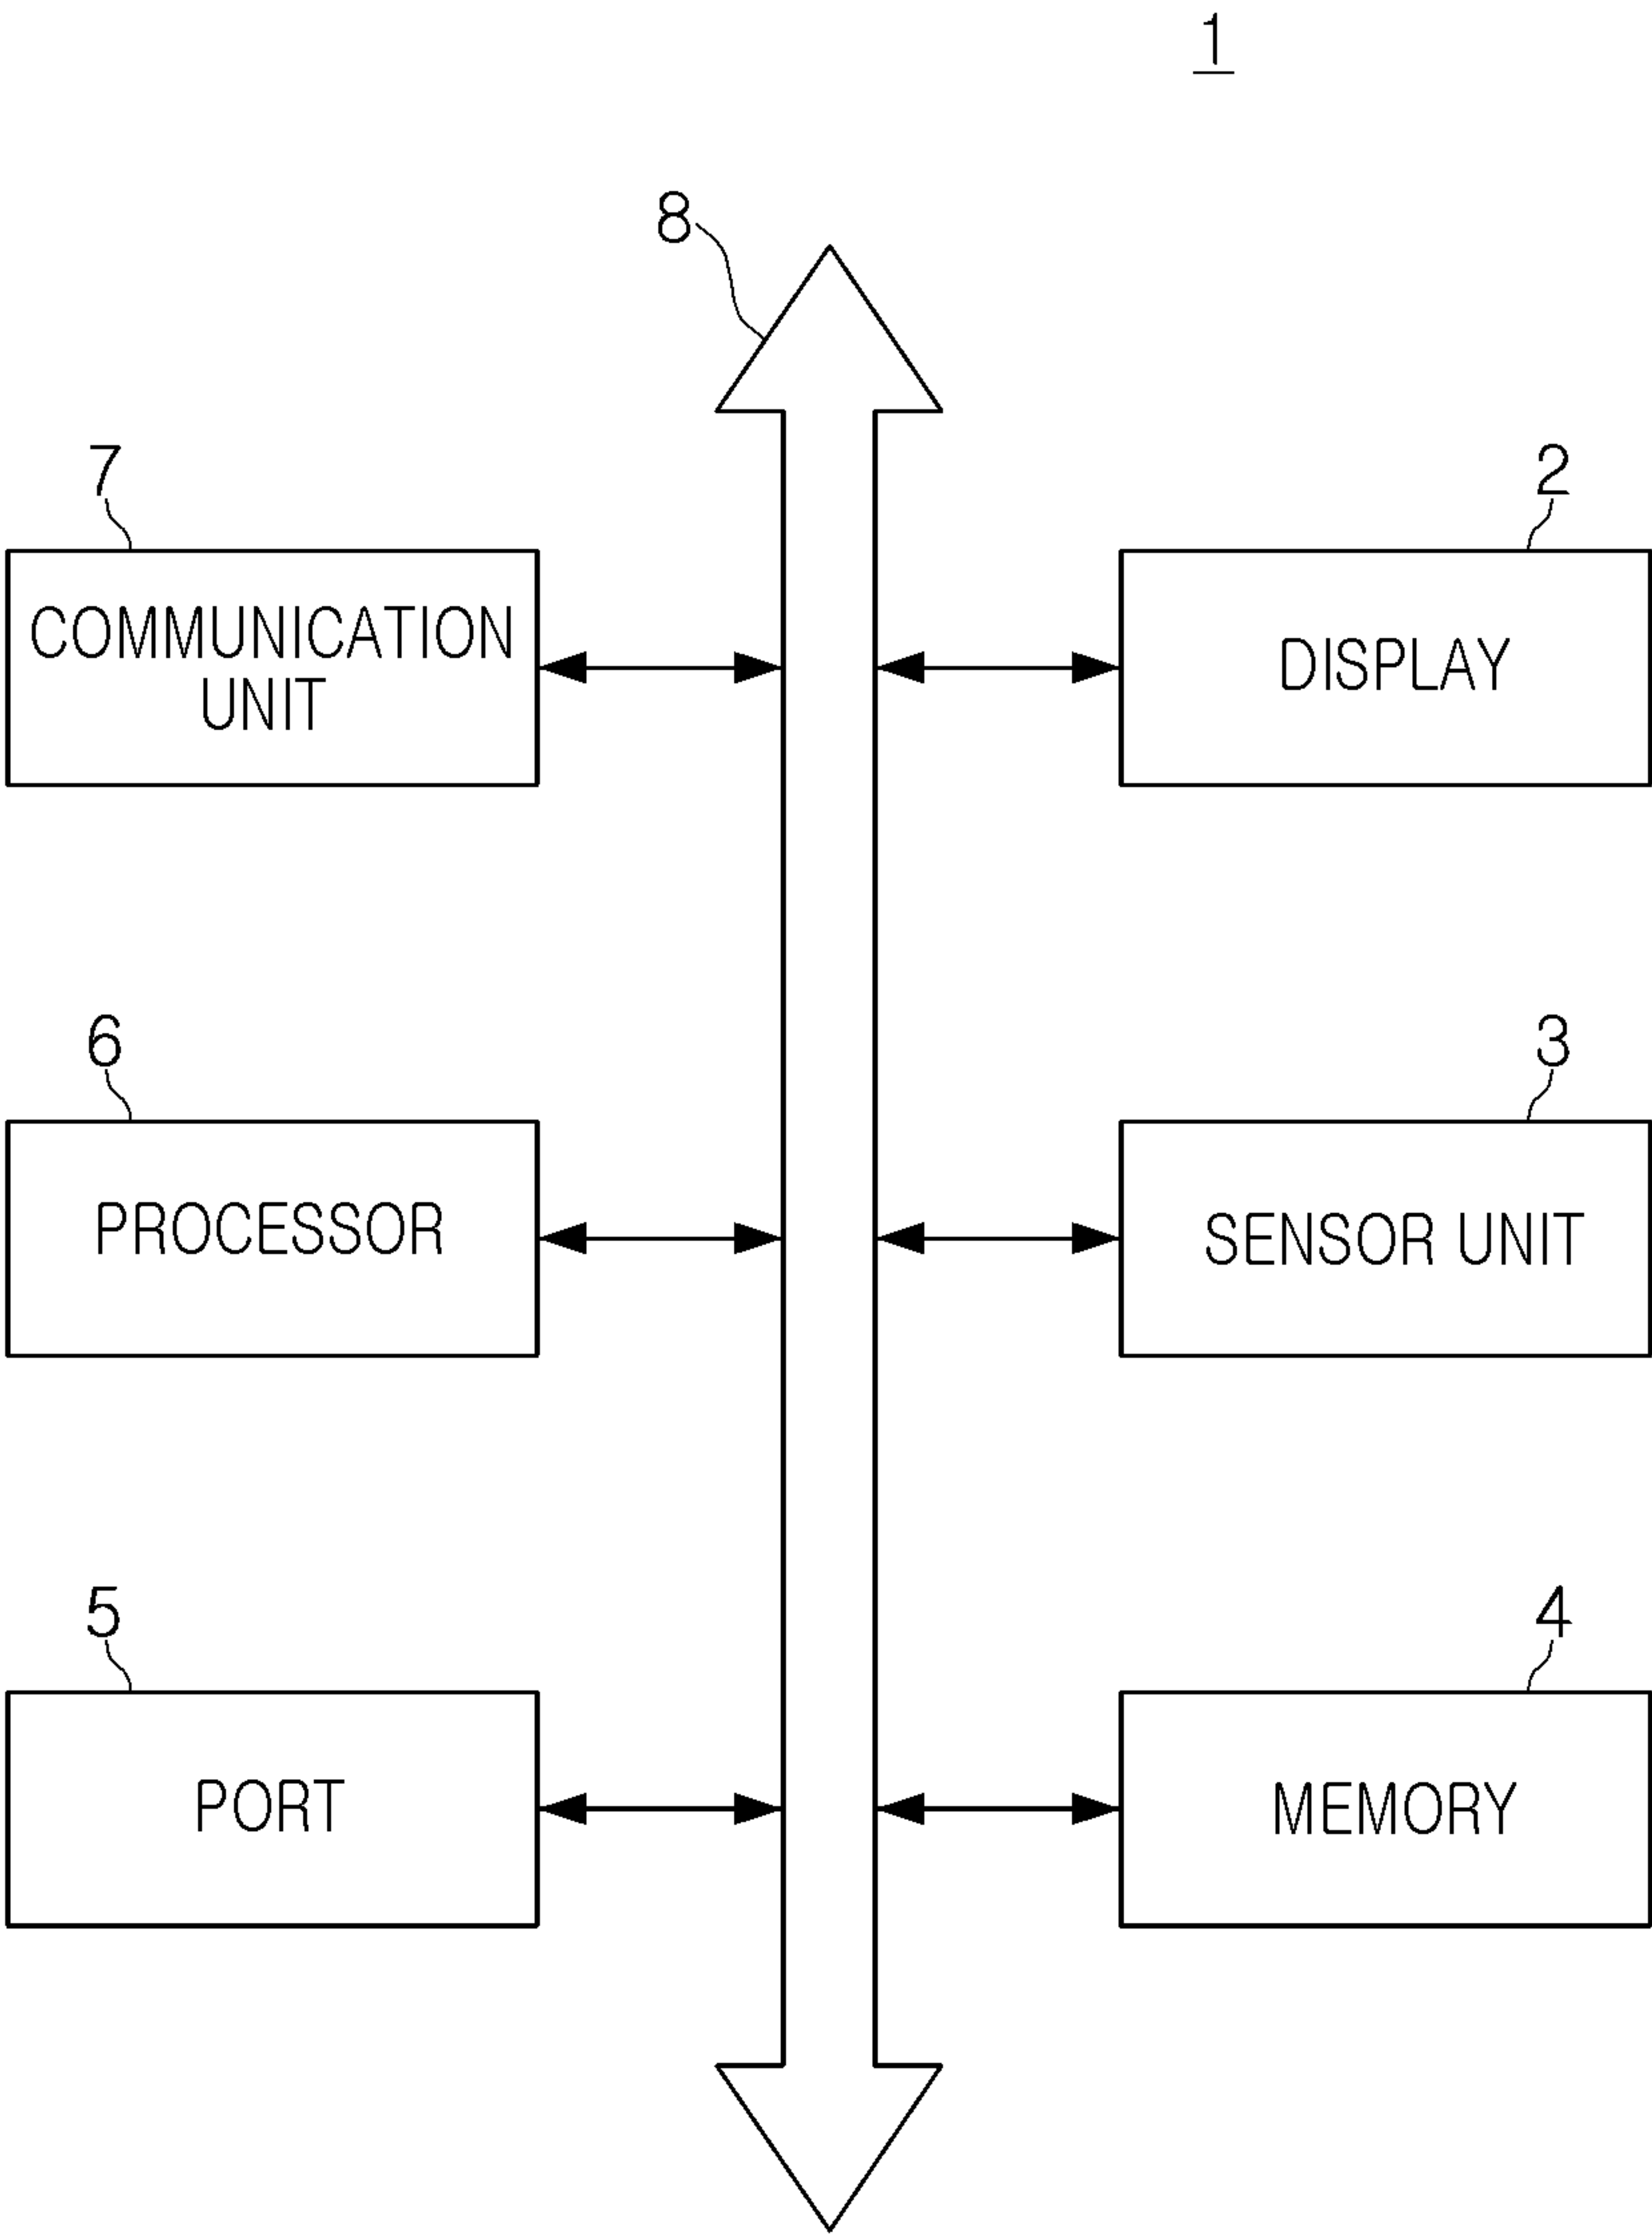 1
8
7
2
COMMUNICATION
UNIT
DISPLAY
6
3
PROCESSOR
SENSOR UNIT
5
4
PORT
MEMORY